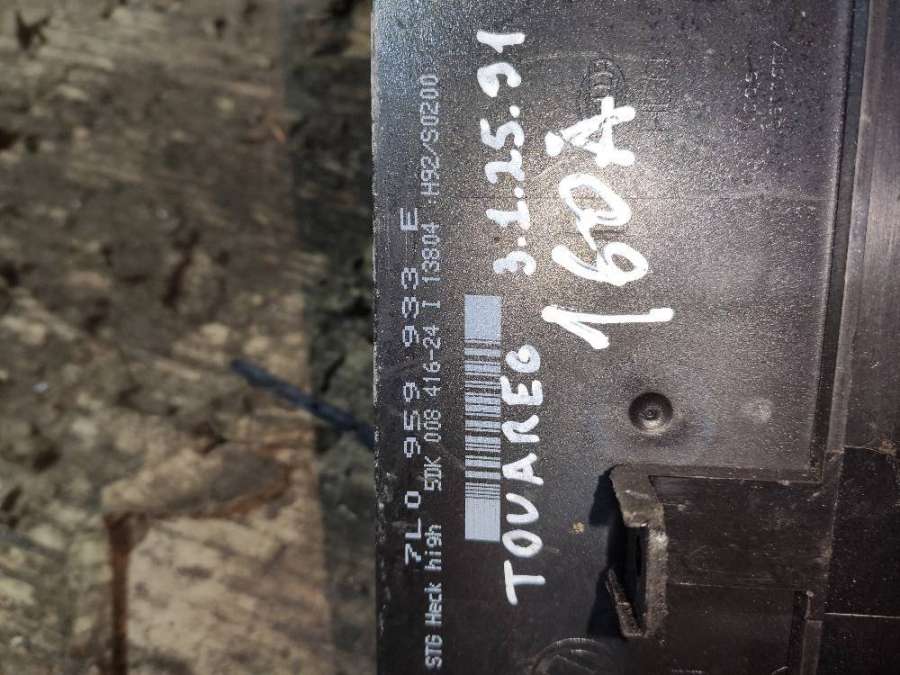 7L0 959 933 E
STG Heck high 5DK 008 416-24 I 13804 H92/S0200
TOUAREG 3.1.25.91
160A